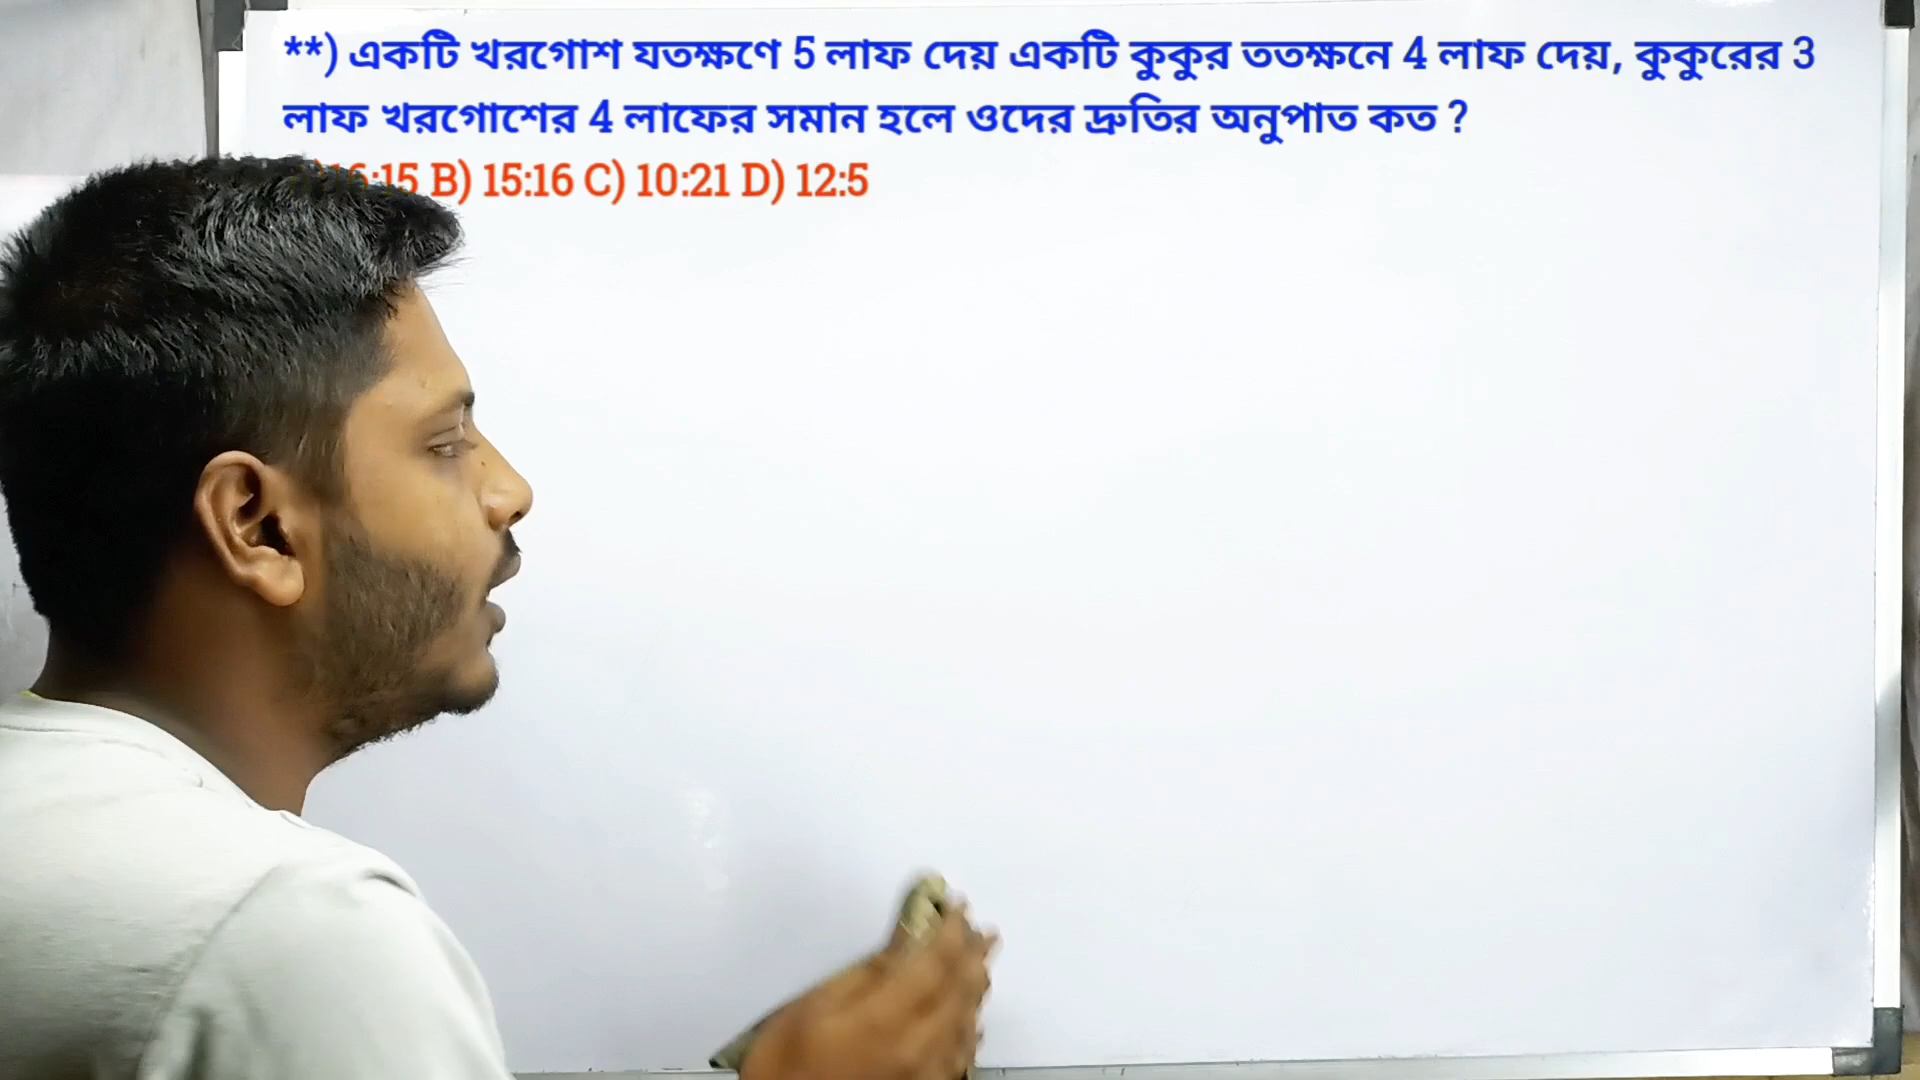 **) একটি খরগোশ যতক্ষণে 5 লাফ দেয় একটি কুকুর ততক্ষনে 4 লাফ দেয়, কুকুরের 3
লাফ খরগোশের 4 লাফের সমান হলে ওদের দ্রুতির অনুপাত কত ?
16:15 B) 15:16 C) 10:21 D) 12:5